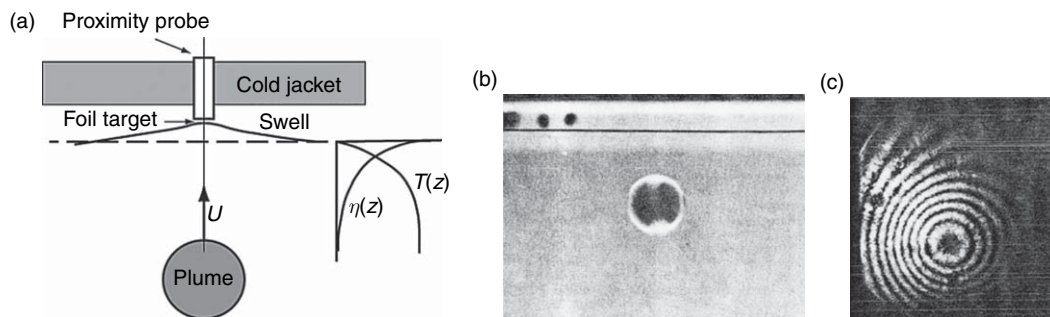 (a)
Proximity probe
Cold jacket
Foil target
Swell
T(z)
η(z)
U
Plume
(b)
(c)